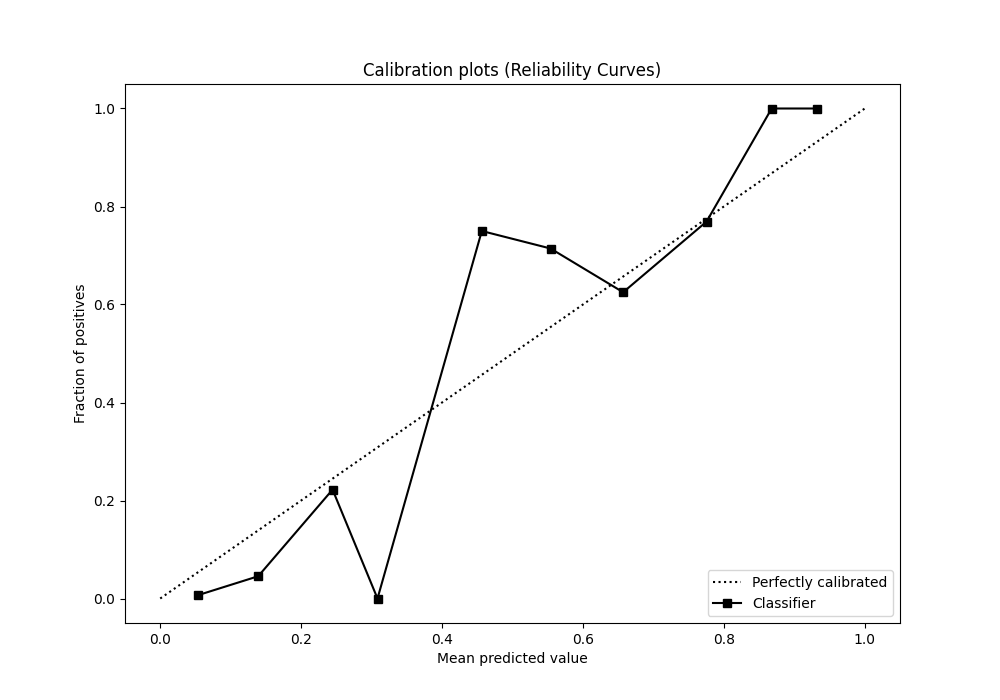 Calibration plots (Reliability Curves)
1.0
0.8
0.6
0.4
0.2
0.0
Fraction of positives
0.0 0.2 0.4 0.6 0.8 1.0
Mean predicted value
Perfectly calibrated
Classifier